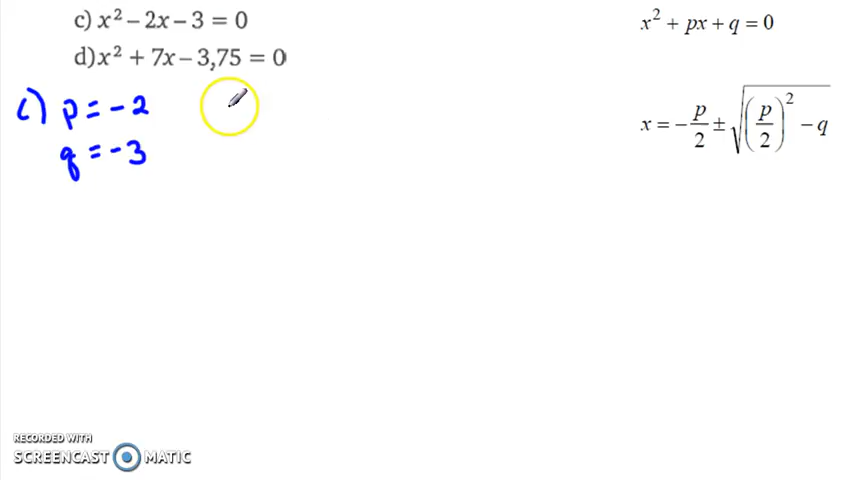 c) x² − 2x − 3 = 0
d) x² + 7x − 3,75 = 0
c) p = -2
q = -3
x² + px + q = 0
x = − p/2 ± √((p/2)² − q)
RECORDED WITH
SCREENCAST MATIC